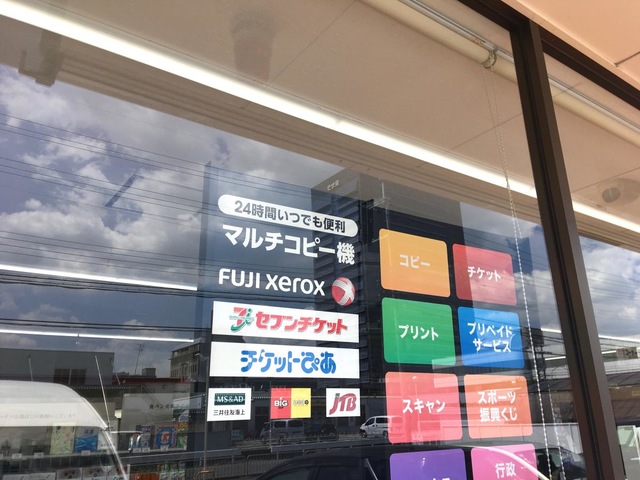 24時間いつでも便利
マルチコピー機
FUJI xerox
セブンチケット
チケットぴあ
MS&AD
三井住友海上
BIG
JTB
コピー
チケット
プリント
プリペイド
サービス
スキャン
スポーツ
振興くじ
行政